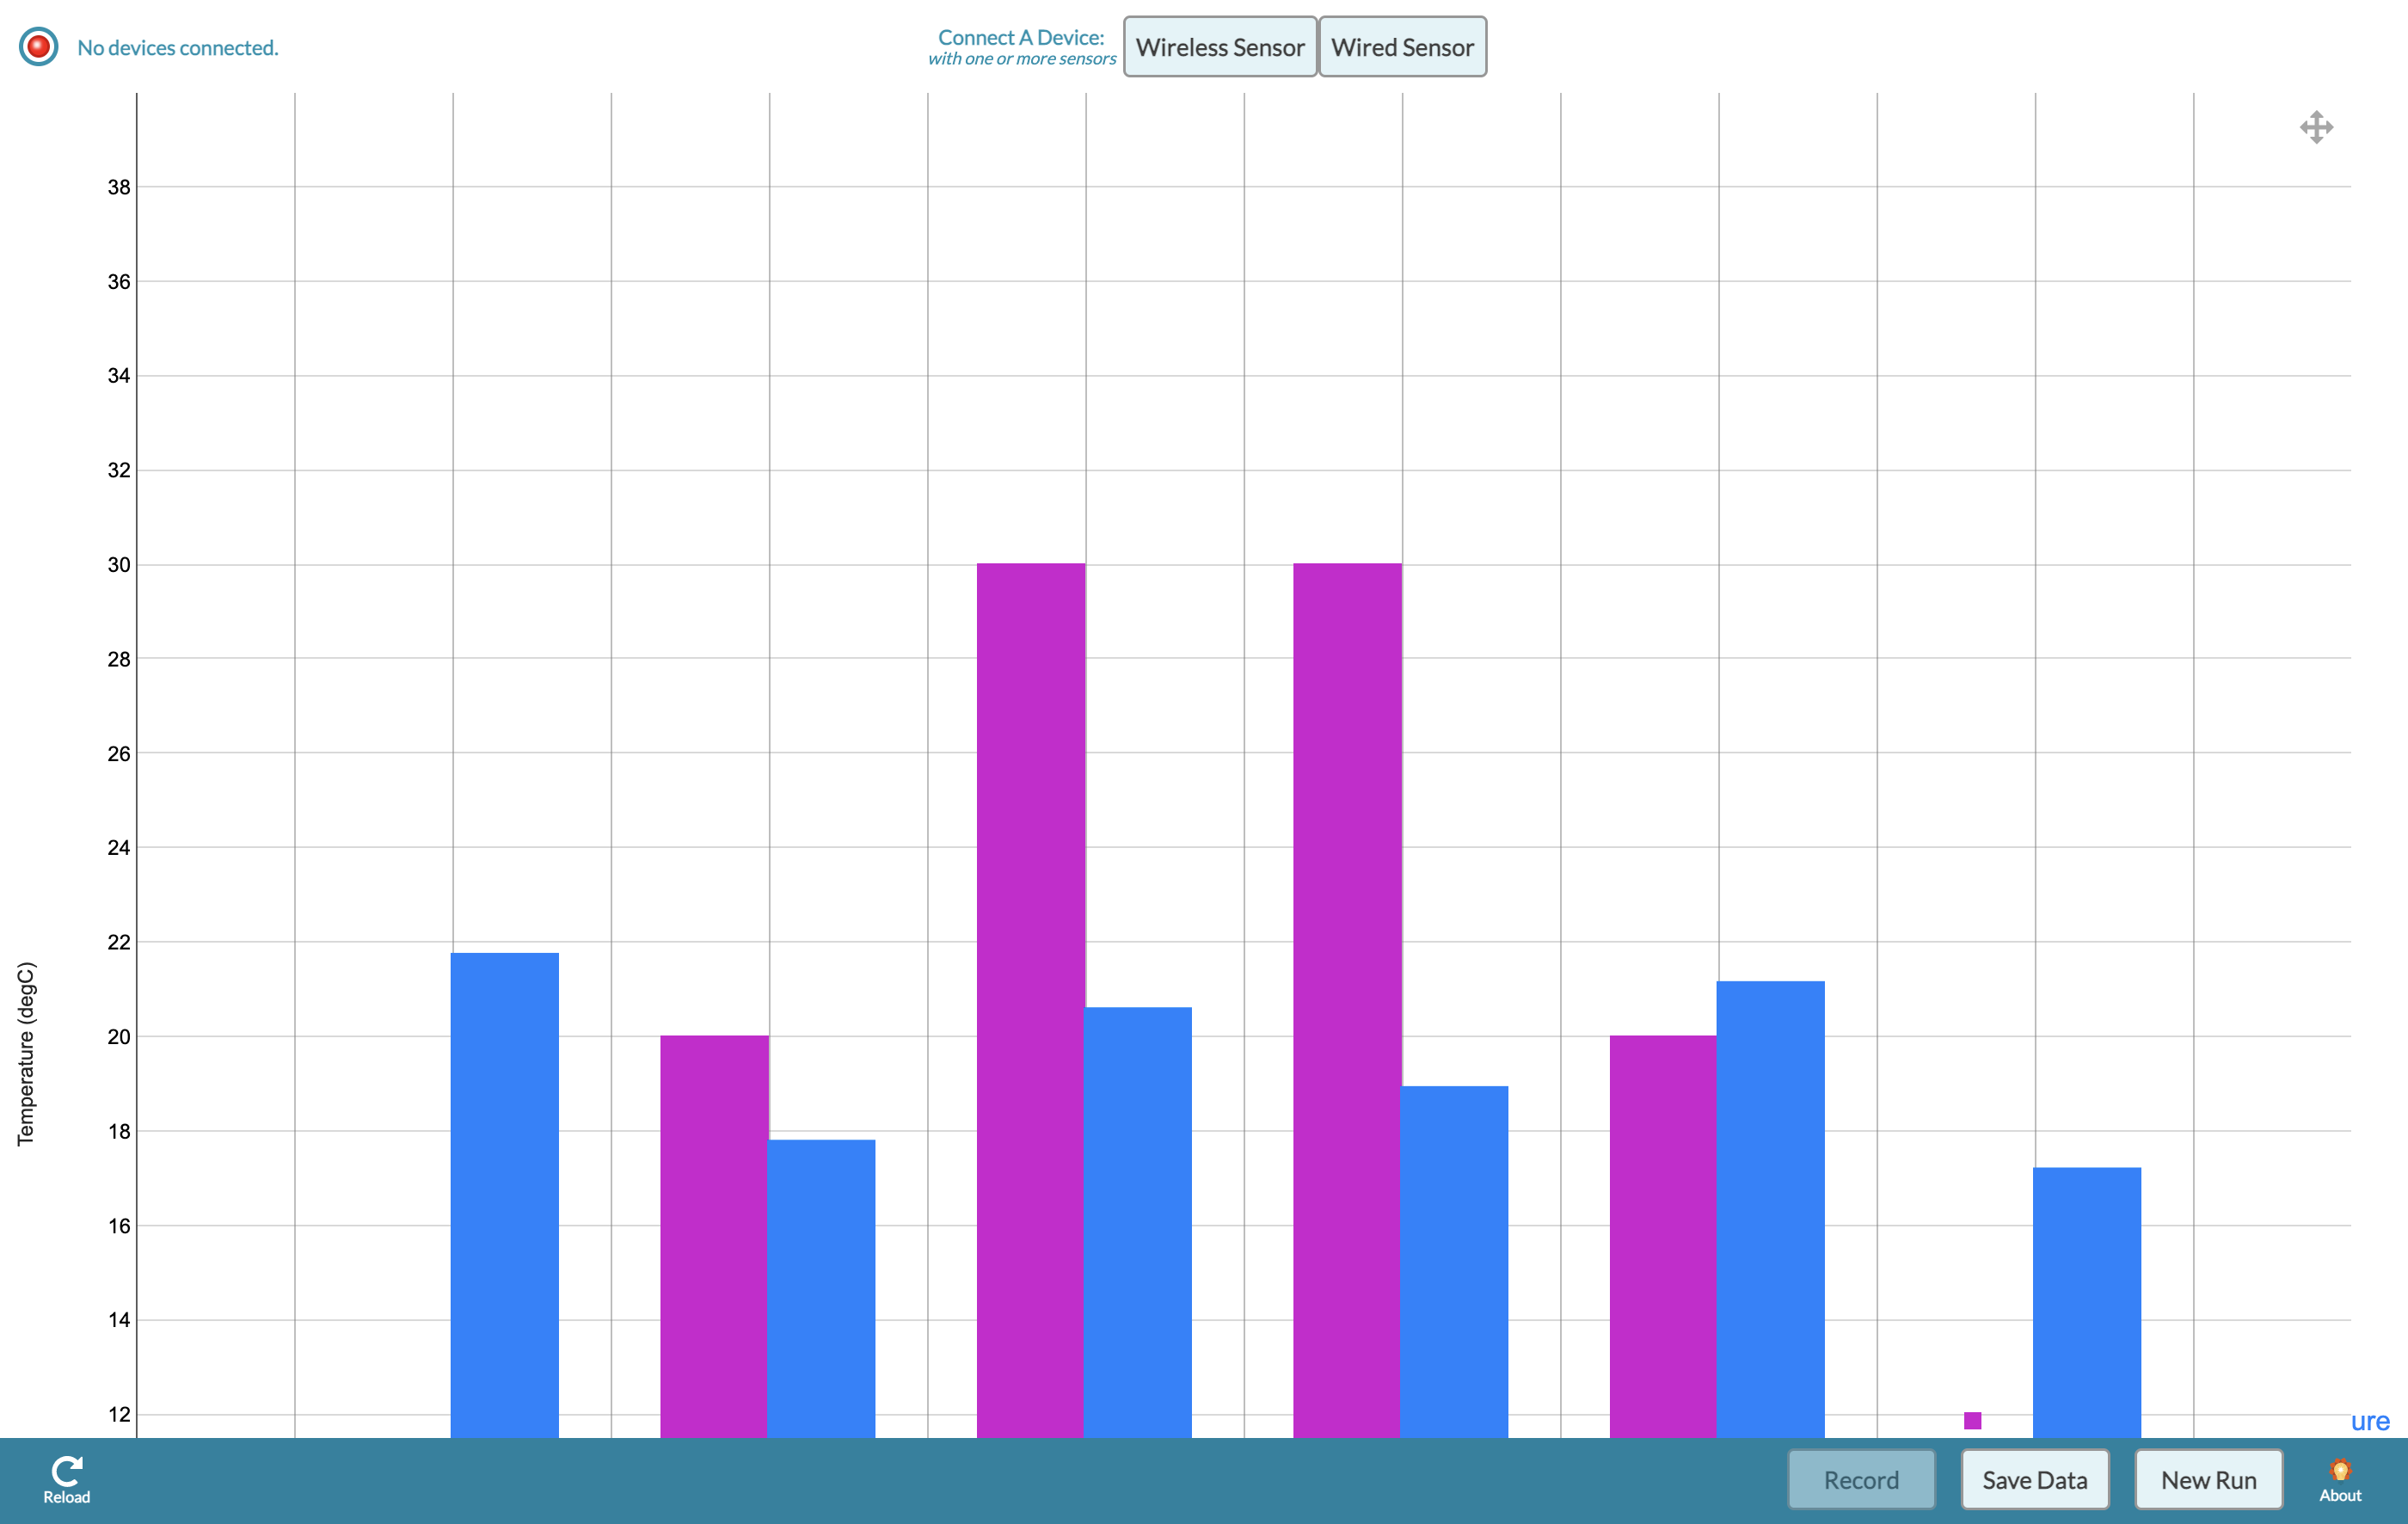 No devices connected.
Connect A Device:
with one or more sensors
Wireless Sensor
Wired Sensor
38
36
34
32
30
28
26
24
22
20
18
16
14
12
Temperature (degC)
ure
Reload
Record
Save Data
New Run
About